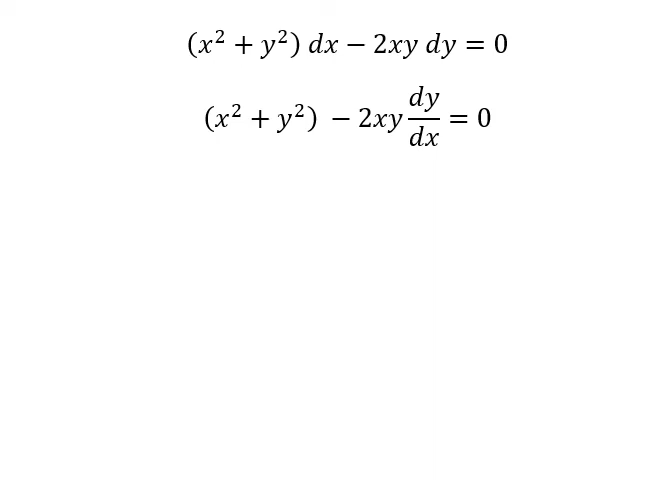 (x² + y²) dx − 2xy dy = 0
(x² + y²) − 2xy dy/dx = 0